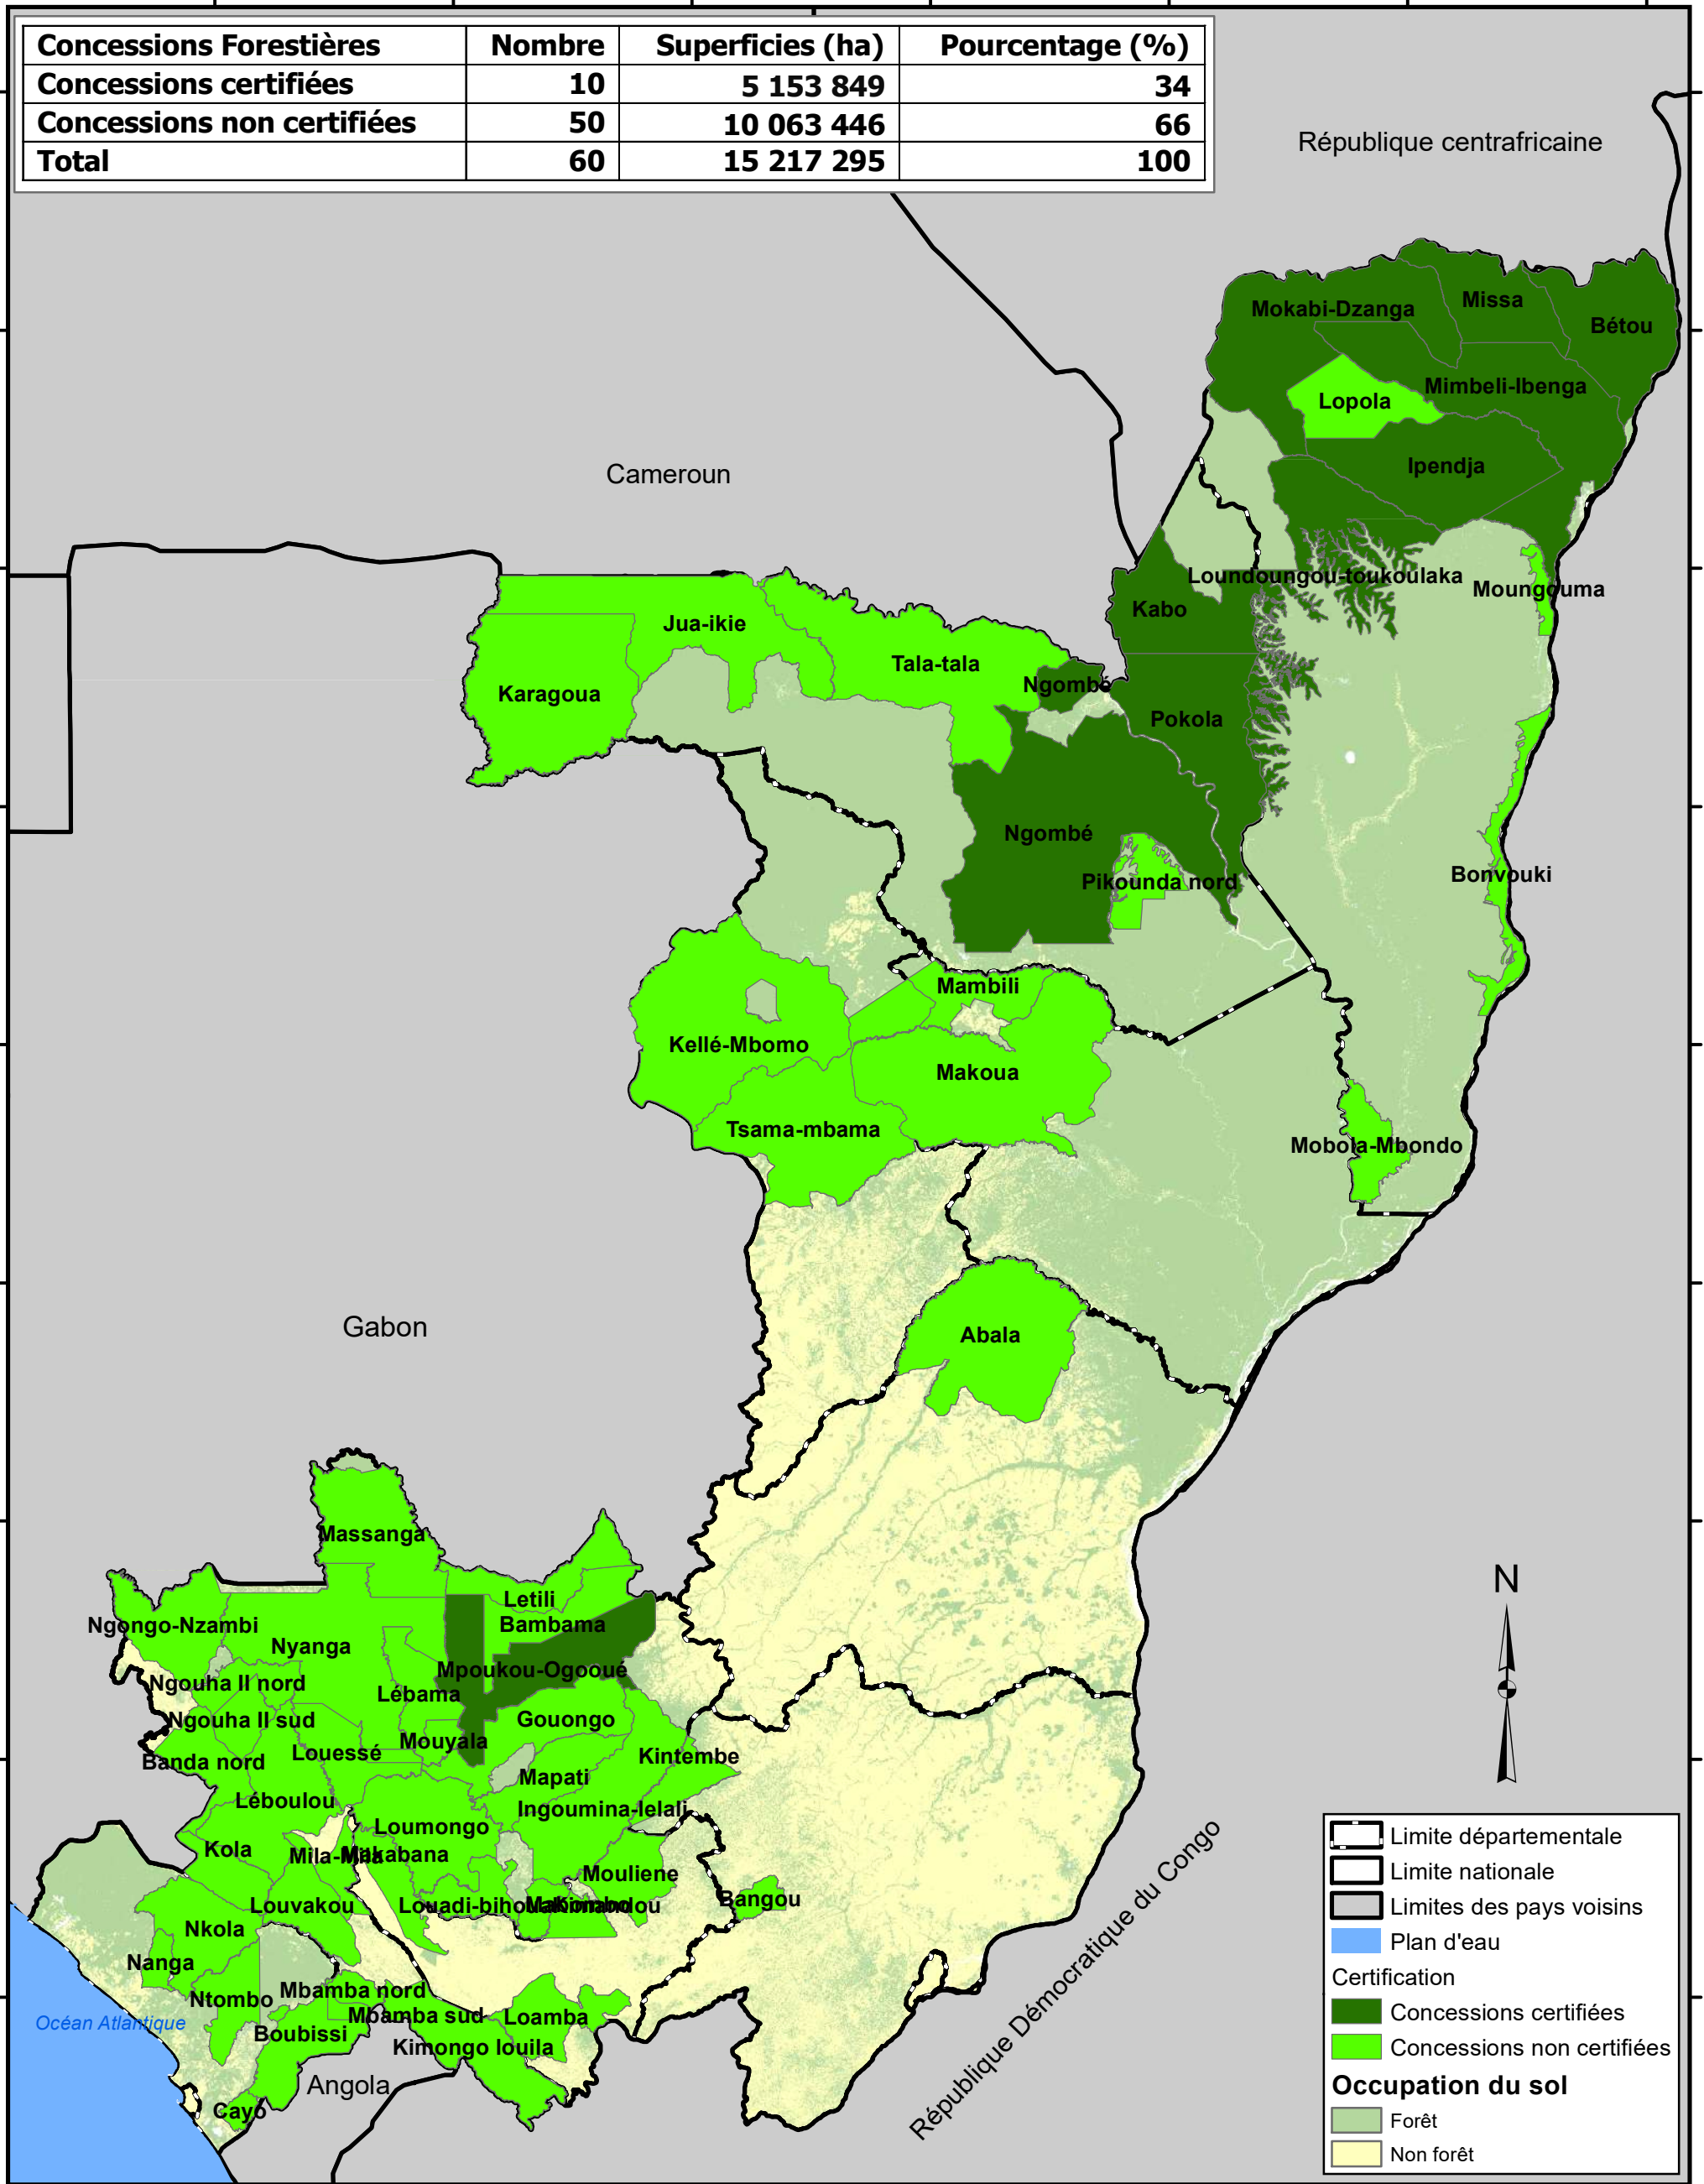 Concessions Forestières Nombre Superficies (ha) Pourcentage (%)
Concessions certifiées 10 5 153 849 34
Concessions non certifiées 50 10 063 446 66
Total 60 15 217 295 100
République centrafricaine
Mokabi-Dzanga
Missa
Bétou
Lopola
Mimbeli-Ibenga
Ipendja
Cameroun
Loundoungou-toukoulaka
Moungouma
Kabo
Jua-ikie
Tala-tala
Karagoua
Ngombé
Pokola
Ngombé
Pikounda nord
Bonvouki
Mambili
Kellé-Mbomo
Makoua
Tsama-mbama
Mobola-Mbondo
Gabon
Abala
Massanga
Letili
Bambama
Ngongo-Nzambi
Nyanga
Mpoukou-Ogooué
Ngouha II nord
Lébama
Ngouha II sud
Gouongo
Mouyala
Banda nord
Louessé
Kintembe
Mapati
Léboulou
Ingoumina-lelali
Loumongo
Kola
Mila-Mila
Makabana
Mouliene
Louvakou
Louadi-bihoua
Bangou
Nkola
Nanga
Mbamba nord
Ntombo
Mbamba sud
Loamba
Boubissi
Kimongo louila
Océan Atlantique
Angola
Cayo
République Démocratique du Congo
N
Limite départementale
Limite nationale
Limites des pays voisins
Plan d'eau
Certification
Concessions certifiées
Concessions non certifiées
Occupation du sol
Forêt
Non forêt